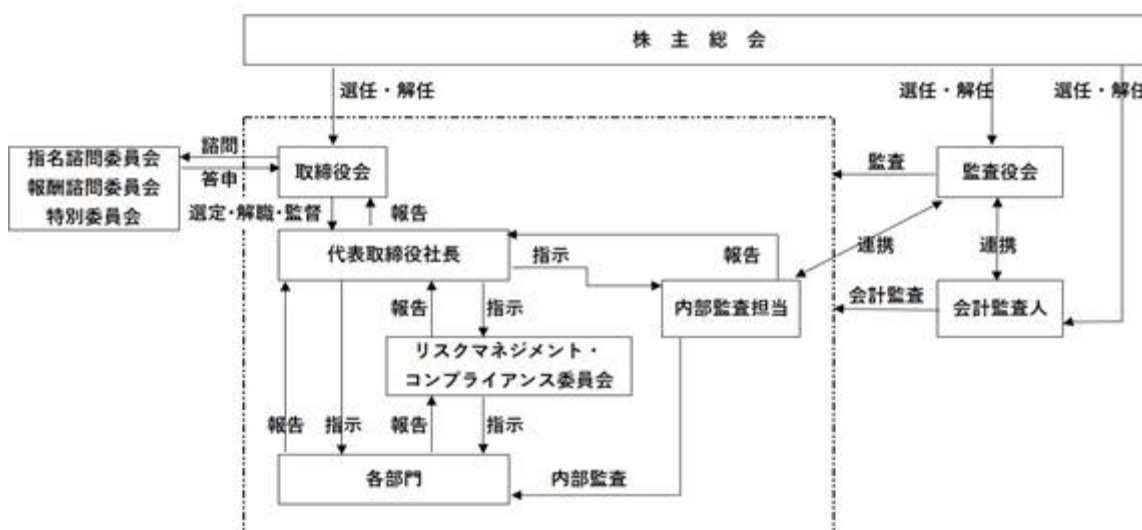 株主総会
選任・解任
選任・解任
選任・解任
諮問
答申
指名諮問委員会
報酬諮問委員会
特別委員会
取締役会
監査
監査役会
選定・解職・監督
報告
代表取締役社長
指示
報告
連携
連携
内部監査担当
会計監査
会計監査人
報告
指示
リスクマネジメント・
コンプライアンス委員会
報告
指示
報告
指示
各部門
内部監査